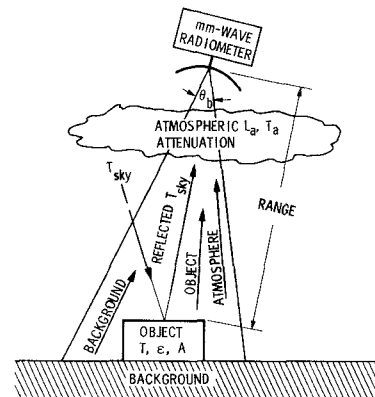 mm-WAVE
RADIOMETER
θb
ATMOSPHERIC La, Ta
ATTENUATION
Tsky
REFLECTED Tsky
RANGE
OBJECT
ATMOSPHERE
BACKGROUND
OBJECT
T, ε, A
BACKGROUND